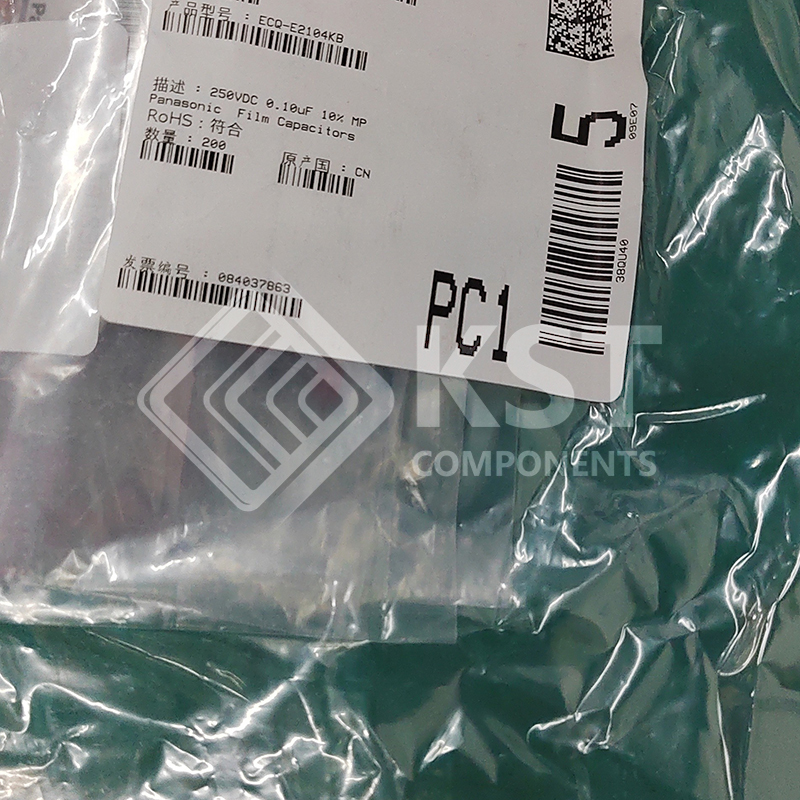 Pa
产品型号 : ECQ-E2104KB
描述 : 250VDC 0.10uF 10% MP
Panasonic Film Capacitors
RoHS : 符合
数量 : 200
原产国 : CN
发票编号 : 084037863
PC1
5
09E07
38QU40
KST
COMPONENTS